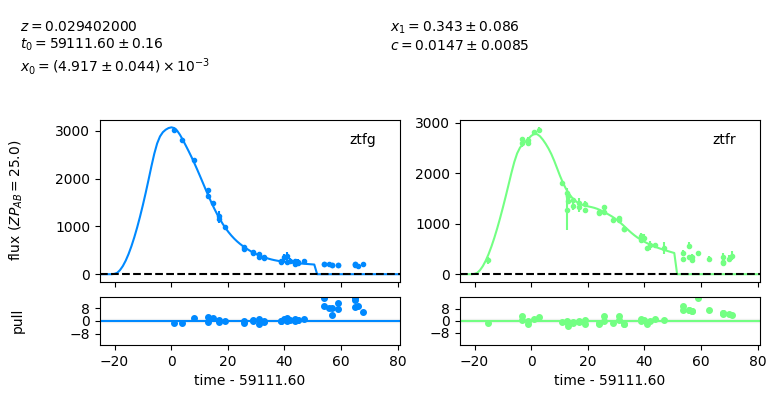 z = 0.029402000
t₀ = 59111.60 ± 0.16
x₀ = (4.917 ± 0.044) × 10⁻³
x₁ = 0.343 ± 0.086
c = 0.0147 ± 0.0085
flux (ZP_AB = 25.0)
3000
2000
1000
0
ztfg
3000
2000
1000
0
ztfr
pull
8
0
−8
−20
0
20
40
60
80
time - 59111.60
8
0
−8
−20
0
20
40
60
80
time - 59111.60